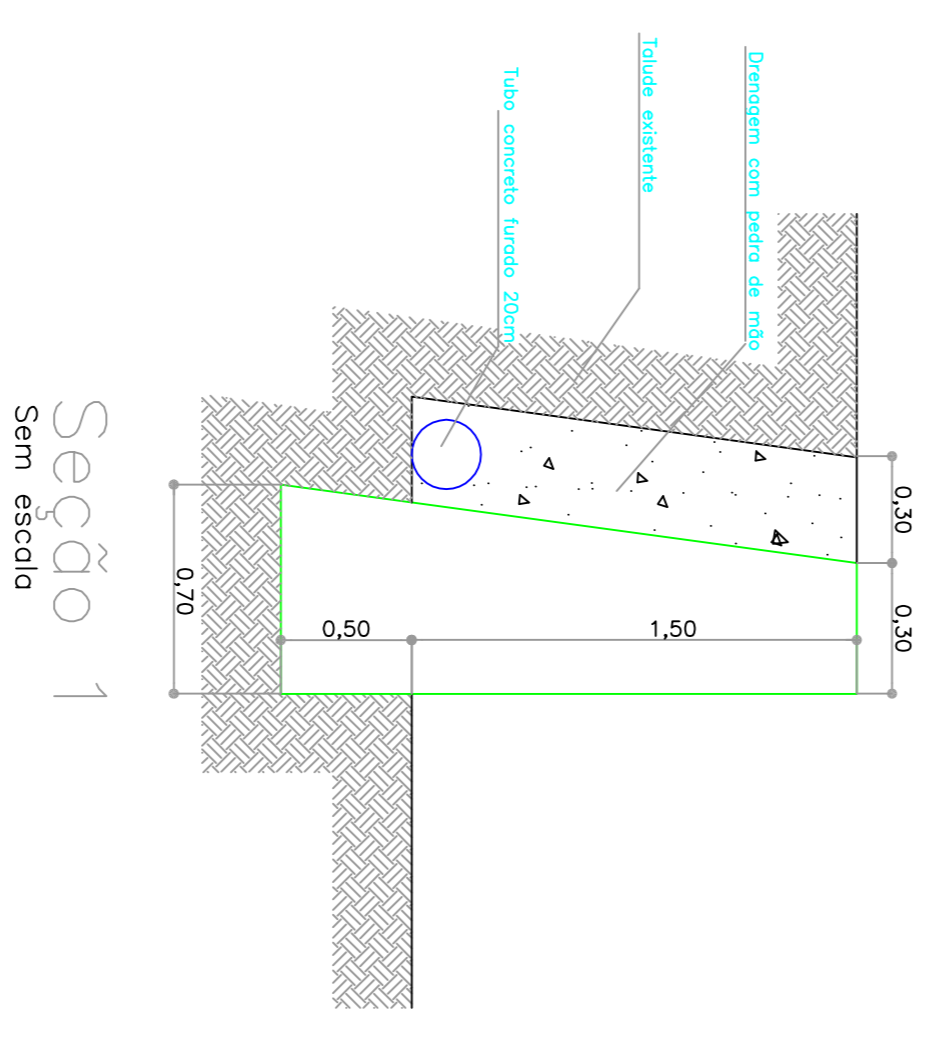 Drenagem com pedra de mão
Talude existente
Tubo concreto furado 20cm
0,30
0,30
1,50
0,50
0,70
Seção 1
Sem escala